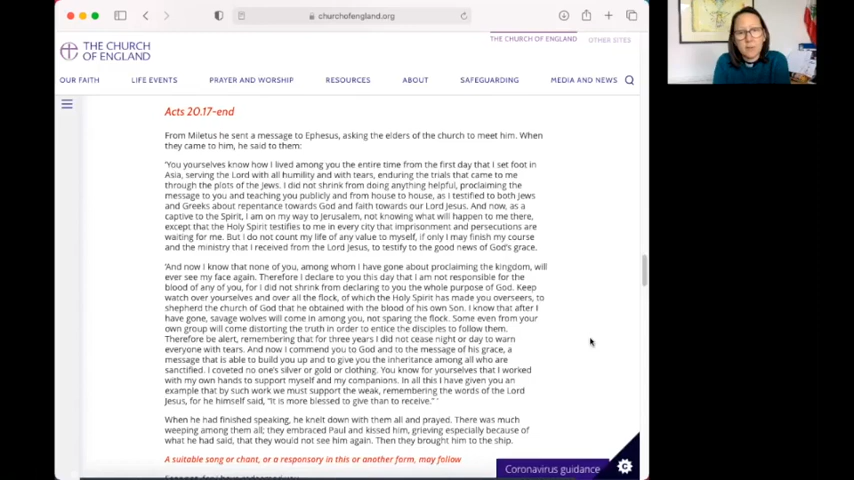 churchofengland.org
THE CHURCH OF ENGLAND
OTHER SITES
THE CHURCH
OF ENGLAND
OUR FAITH
LIFE EVENTS
PRAYER AND WORSHIP
RESOURCES
ABOUT
SAFEGUARDING
MEDIA AND NEWS
Acts 20.17-end
From Miletus he sent a message to Ephesus, asking the elders of the church to meet him. When
they came to him, he said to them:
‘You yourselves know how I lived among you the entire time from the first day that I set foot in
Asia, serving the Lord with all humility and with tears, enduring the trials that came to me
through the plots of the Jews. I did not shrink from doing anything helpful, proclaiming the
message to you and teaching you publicly and from house to house, as I testified to both Jews
and Greeks about repentance towards God and faith towards our Lord Jesus. And now, as a
captive to the Spirit, I am on my way to Jerusalem, not knowing what will happen to me there,
except that the Holy Spirit testifies to me in every city that imprisonment and persecutions are
waiting for me. But I do not count my life of any value to myself, if only I may finish my course
and the ministry that I received from the Lord Jesus, to testify to the good news of God’s grace.
‘And now I know that none of you, among whom I have gone about proclaiming the kingdom, will
ever see my face again. Therefore I declare to you this day that I am not responsible for the
blood of any of you, for I did not shrink from declaring to you the whole purpose of God. Keep
watch over yourselves and over all the flock, of which the Holy Spirit has made you overseers, to
shepherd the church of God that he obtained with the blood of his own Son. I know that after I
have gone, savage wolves will come in among you, not sparing the flock. Some even from your
own group will come distorting the truth in order to entice the disciples to follow them.
Therefore be alert, remembering that for three years I did not cease night or day to warn
everyone with tears. And now I commend you to God and to the message of his grace, a
message that is able to build you up and to give you the inheritance among all who are
sanctified. I coveted no one’s silver or gold or clothing. You know for yourselves that I worked
with my own hands to support myself and my companions. In all this I have given you an
example that by such work we must support the weak, remembering the words of the Lord
Jesus, for he himself said, “It is more blessed to give than to receive.” ’
When he had finished speaking, he knelt down with them all and prayed. There was much
weeping among them all; they embraced Paul and kissed him, grieving especially because of
what he had said, that they would not see him again. Then they brought him to the ship.
A suitable song or chant, or a responsory in this or another form, may follow
Coronavirus guidance